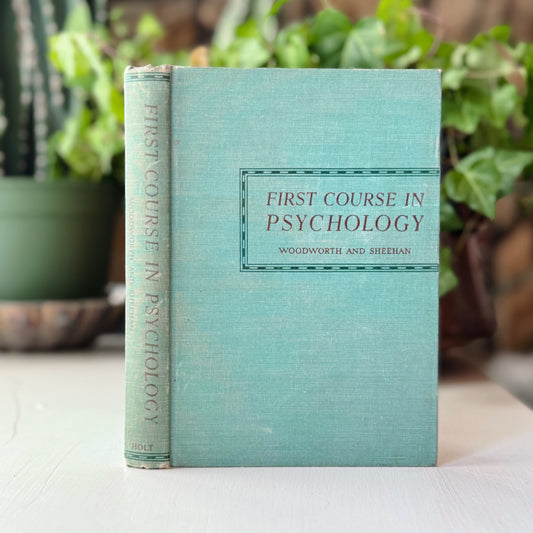 FIRST COURSE IN PSYCHOLOGY
WOODWORTH AND SHEEHAN
HOLT
FIRST COURSE IN
PSYCHOLOGY
WOODWORTH AND SHEEHAN